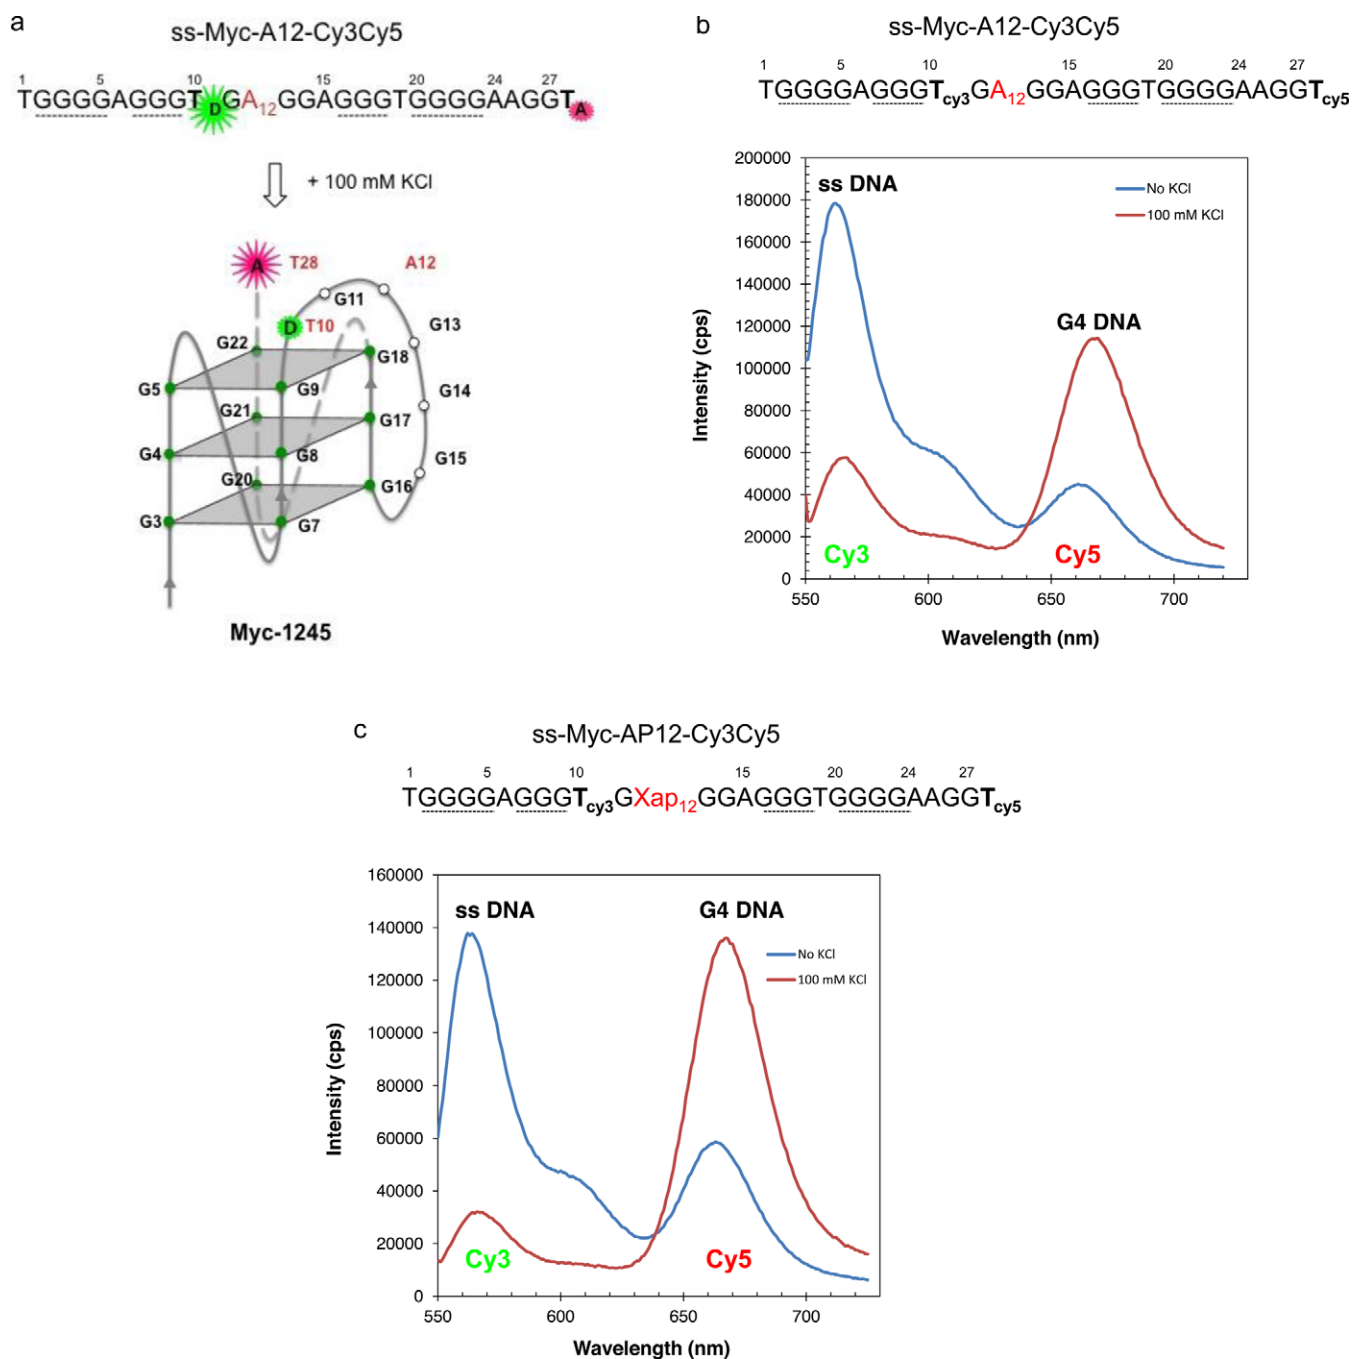 a
ss-Myc-A12-Cy3Cy5
1 5 10 15 20 24 27
TGGGGAGGGTDGA12GGAGGGTGGGGAAGGTA
+ 100 mM KCl
A T28 A12
G11
D T10
G13
G22 G18
G5 G9
G14
G21 G17
G4 G8
G15
G20 G16
G3 G7
Myc-1245
b
ss-Myc-A12-Cy3Cy5
1 5 10 15 20 24 27
TGGGGAGGGTcy3GA12GGAGGGTGGGGAAGGTcy5
200000
180000
160000
140000
120000
100000
80000
60000
40000
20000
0
Intensity (cps)
ss DNA
No KCl
100 mM KCl
G4 DNA
Cy3 Cy5
550 600 650 700
Wavelength (nm)
c
ss-Myc-AP12-Cy3Cy5
1 5 10 15 20 24 27
TGGGGAGGGTcy3GXap12GGAGGGTGGGGAAGGTcy5
160000
140000
120000
100000
80000
60000
40000
20000
0
Intensity (cps)
ss DNA G4 DNA
No KCl
100 mM KCl
Cy3 Cy5
550 600 650 700
Wavelength (nm)